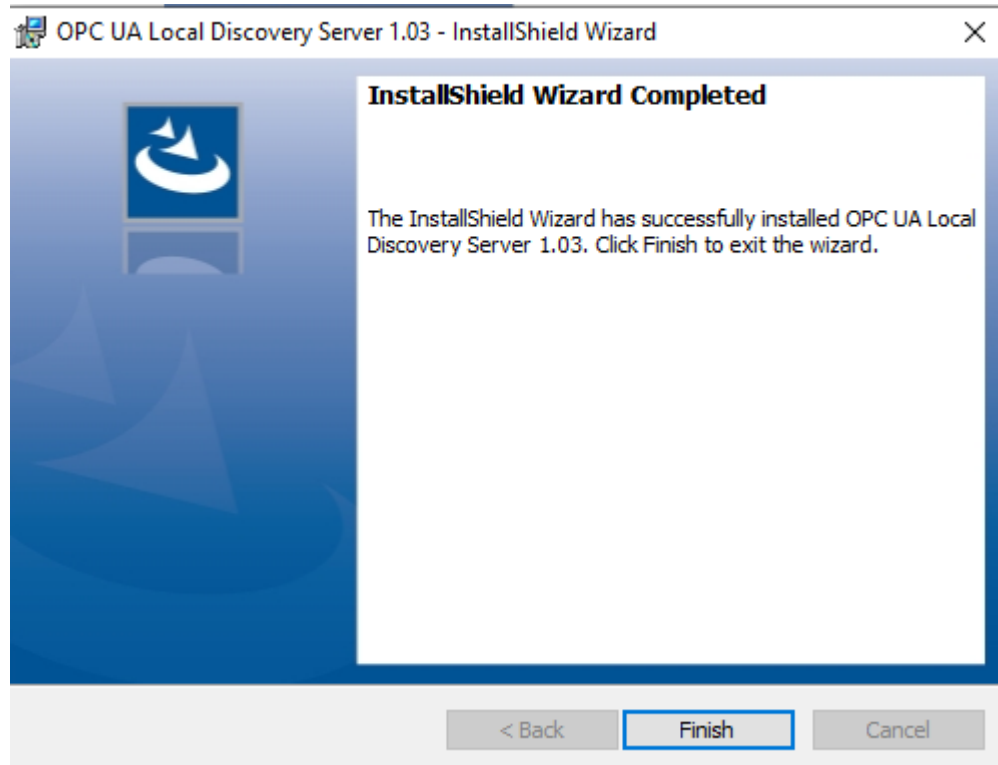 OPC UA Local Discovery Server 1.03 - InstallShield Wizard
InstallShield Wizard Completed
The InstallShield Wizard has successfully installed OPC UA Local
Discovery Server 1.03. Click Finish to exit the wizard.
< Back Finish Cancel